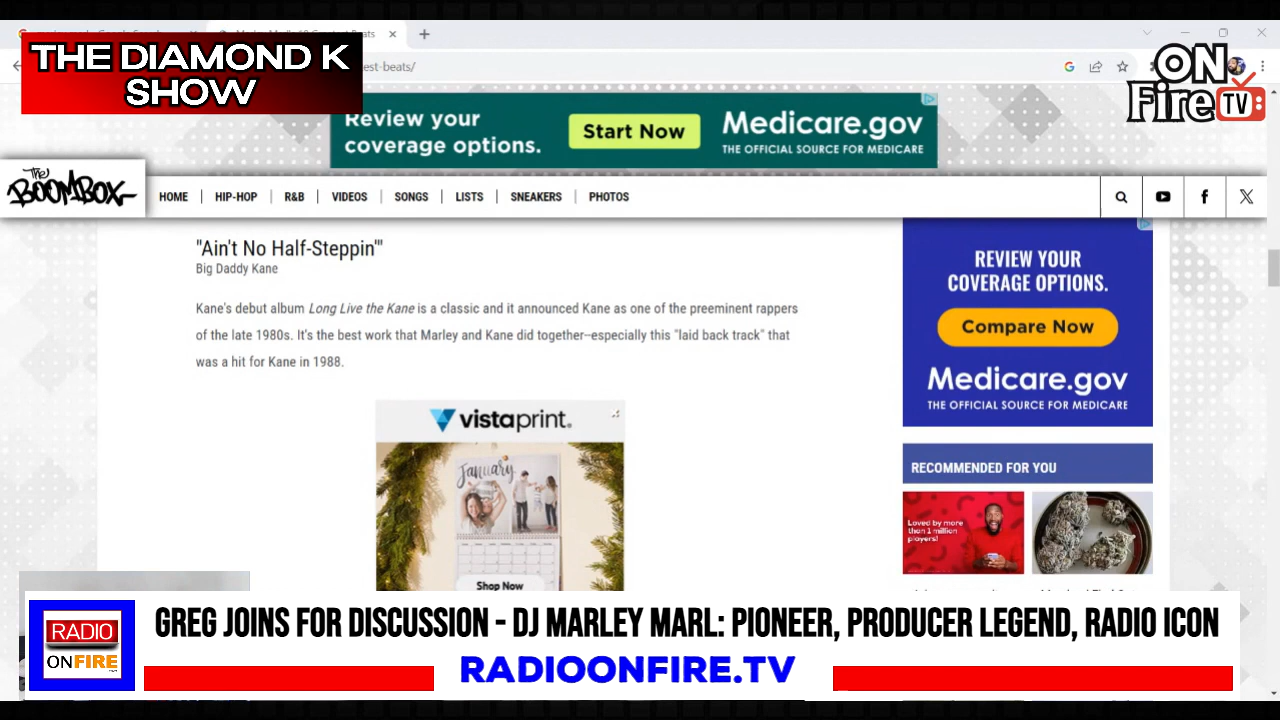 THE DIAMOND K
SHOW
est-beats/
ON
Fire TV
Review your
coverage options.
Start Now
Medicare.gov
THE OFFICIAL SOURCE FOR MEDICARE
The
BOOMBOX
HOME
HIP-HOP
R&B
VIDEOS
SONGS
LISTS
SNEAKERS
PHOTOS
"Ain't No Half-Steppin'"
Big Daddy Kane
Kane's debut album Long Live the Kane is a classic and it announced Kane as one of the preeminent rappers
of the late 1980s. It's the best work that Marley and Kane did together--especially this "laid back track" that
was a hit for Kane in 1988.
vistaprint.
January
Shop Now
REVIEW YOUR
COVERAGE OPTIONS.
Compare Now
Medicare.gov
THE OFFICIAL SOURCE FOR MEDICARE
RECOMMENDED FOR YOU
Loved by more
than 1 million
players!
RADIO
ONFIRE
GREG JOINS FOR DISCUSSION - DJ MARLEY MARL: PIONEER, PRODUCER LEGEND, RADIO ICON
RADIOONFIRE.TV